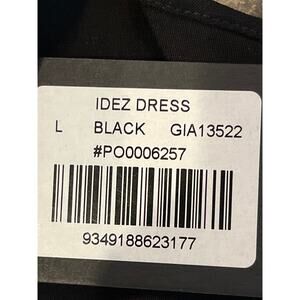 IDEZ DRESS
L BLACK GIA13522
#PO0006257
9349188623177